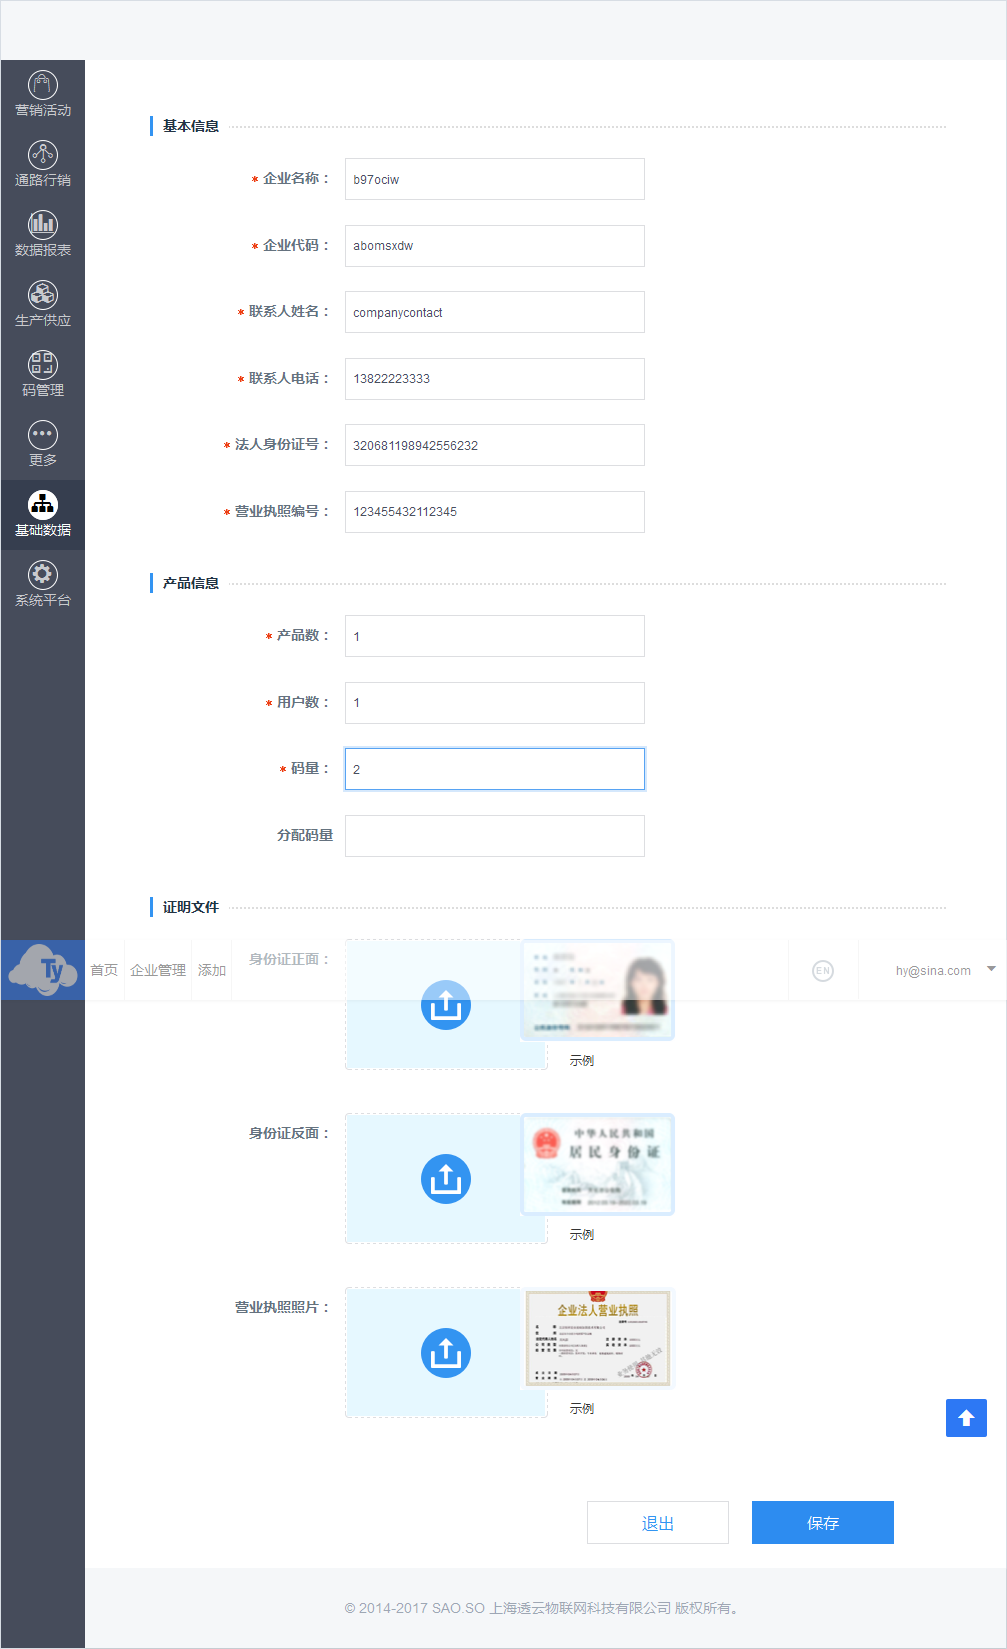 营销活动
通路行销
数据报表
生产供应
码管理
更多
基础数据
系统平台
基本信息
* 企业名称： b97ociw
* 企业代码： abomsxdw
* 联系人姓名： companycontact
* 联系人电话： 13822223333
* 法人身份证号： 320681198942556232
* 营业执照编号： 123455432112345
产品信息
* 产品数： 1
* 用户数： 1
* 码量： 2
分配码量
证明文件
Ty 首页 企业管理 添加 身份证正面： EN hy@sina.com
示例
身份证反面：
中华人民共和国
居民身份证
示例
营业执照照片：
企业法人营业执照
示例
退出 保存
© 2014-2017 SAO.SO 上海透云物联网科技有限公司 版权所有。